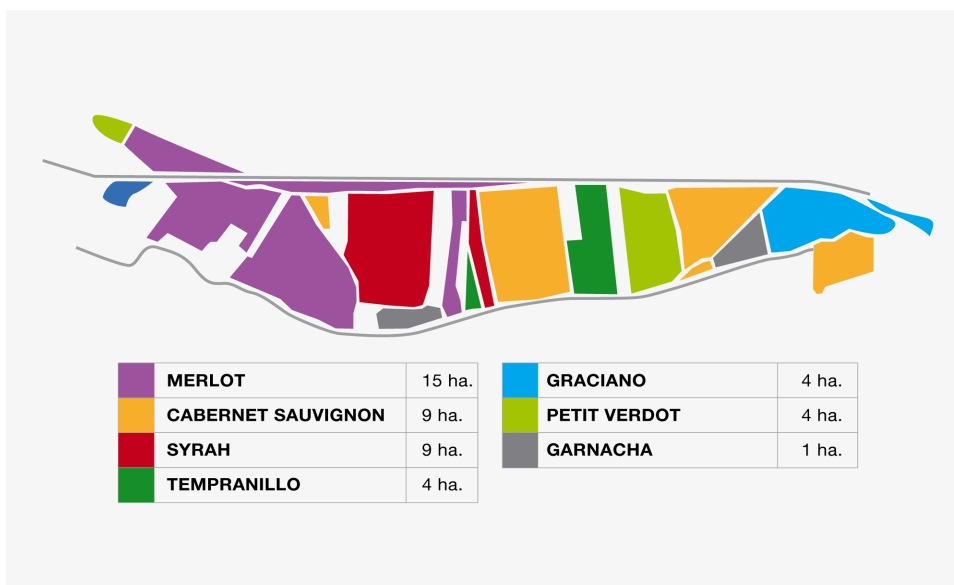 MERLOT 15 ha.
CABERNET SAUVIGNON 9 ha.
SYRAH 9 ha.
TEMPRANILLO 4 ha.
GRACIANO 4 ha.
PETIT VERDOT 4 ha.
GARNACHA 1 ha.